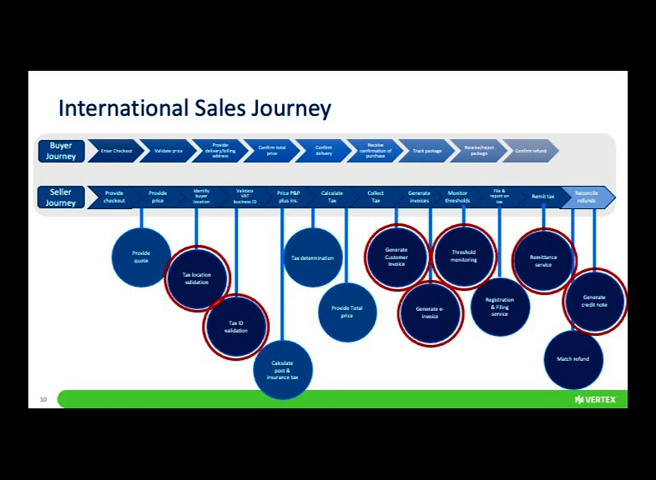 International Sales Journey
Buyer
Journey
Enter Checkout
Validate price
Provide
delivery/billing
address
Confirm total
price
Confirm
delivery
Receive
confirmation of
purchase
Track package
Receive/reject
package
Confirm refund
Seller
Journey
Provide
checkout
Provide
price
Identify
buyer
location
Validate
VAT
business ID
Price P&P
plus ins.
Calculate
Tax
Collect
Tax
Generate
invoices
Monitor
thresholds
File &
report on
tax
Remit tax
Reconcile
refunds
Provide
quote
Tax location
validation
Tax ID
validation
Calculate
post &
insurance tax
Tax determination
Provide Total
price
Generate
Customer
Invoice
Generate e-
invoice
Threshold
monitoring
Registration
& Filing
service
Remittance
service
Match refund
Generate
credit note
10
VERTEX